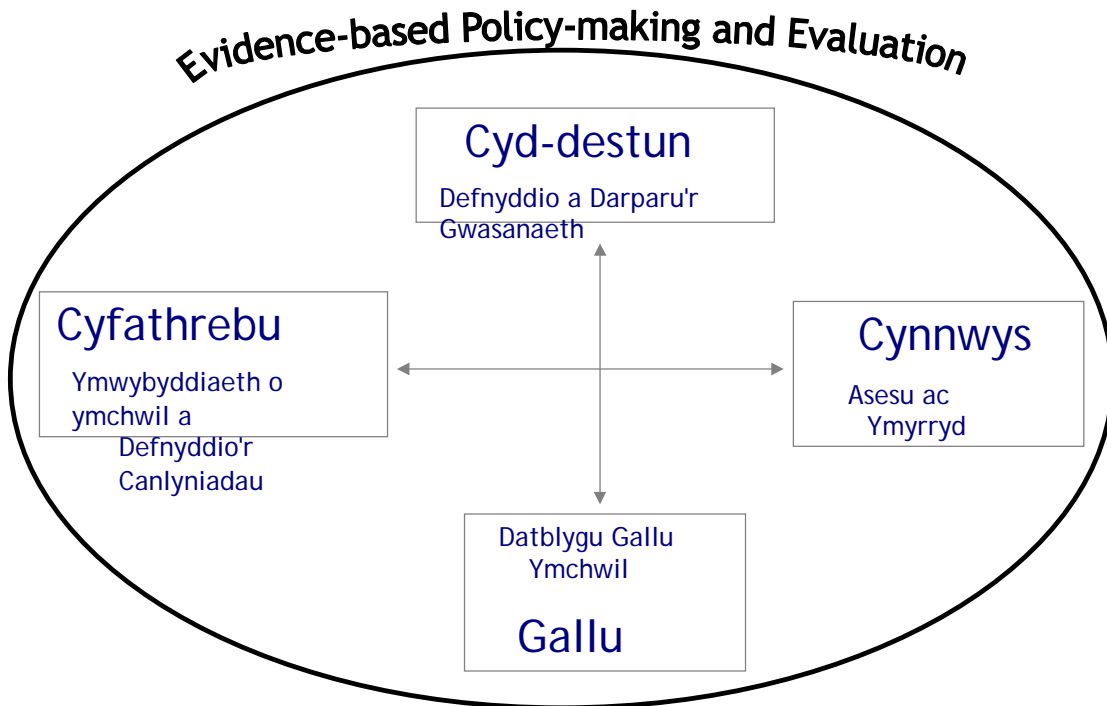 Evidence-based Policy-making and Evaluation
Cyd-destun
Defnyddio a Darparu'r
Gwasanaeth
Cyfathrebu
Ymwybyddiaeth o
ymchwil a
Defnyddio'r
Canlyniadau
Cynnwys
Asesu ac
Ymyrryd
Datblygu Gallu
Ymchwil
Gallu